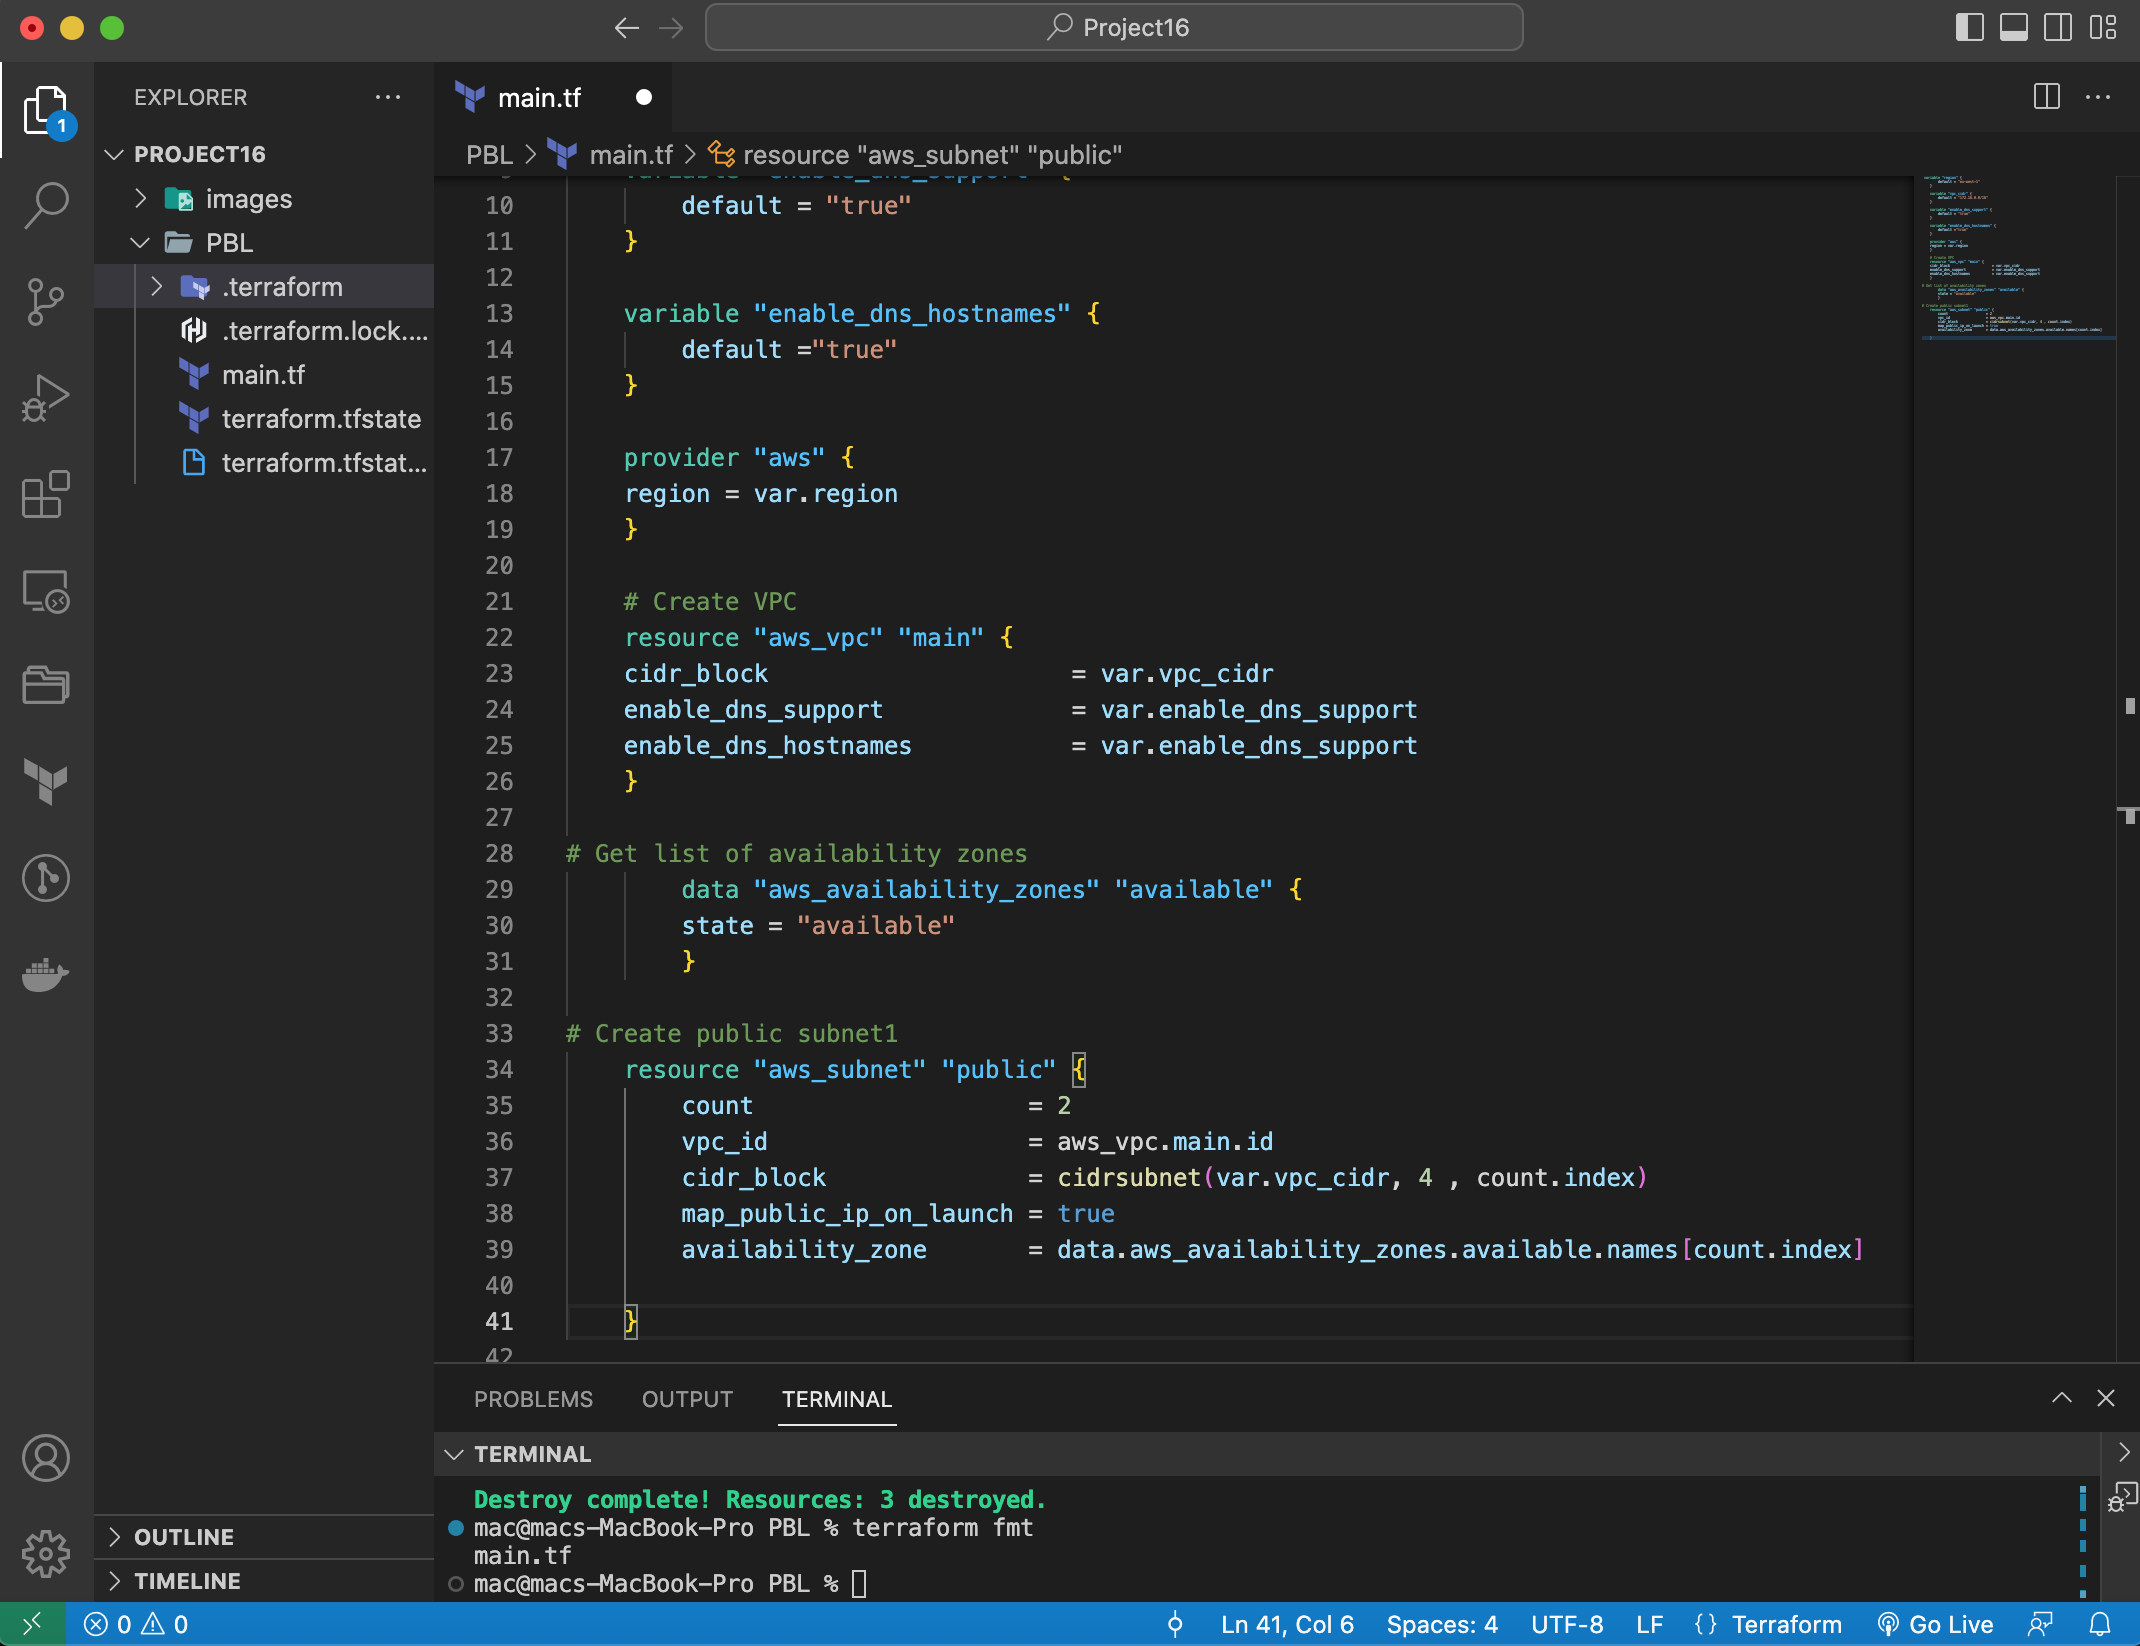 Project16
EXPLORER
main.tf
1
PROJECT16
PBL > main.tf > resource "aws_subnet" "public"
images
PBL
.terraform
.terraform.lock....
main.tf
terraform.tfstate
terraform.tfstat...
10 default = "true"
11 }
12
13 variable "enable_dns_hostnames" {
14 default ="true"
15 }
16
17 provider "aws" {
18 region = var.region
19 }
20
21 # Create VPC
22 resource "aws_vpc" "main" {
23 cidr_block = var.vpc_cidr
24 enable_dns_support = var.enable_dns_support
25 enable_dns_hostnames = var.enable_dns_support
26 }
27
28 # Get list of availability zones
29 data "aws_availability_zones" "available" {
30 state = "available"
31 }
32
33 # Create public subnet1
34 resource "aws_subnet" "public" {
35 count = 2
36 vpc_id = aws_vpc.main.id
37 cidr_block = cidrsubnet(var.vpc_cidr, 4 , count.index)
38 map_public_ip_on_launch = true
39 availability_zone = data.aws_availability_zones.available.names[count.index]
40
41 }
42
PROBLEMS OUTPUT TERMINAL
TERMINAL
Destroy complete! Resources: 3 destroyed.
mac@macs-MacBook-Pro PBL % terraform fmt
main.tf
mac@macs-MacBook-Pro PBL %
OUTLINE
TIMELINE
0 0 Ln 41, Col 6 Spaces: 4 UTF-8 LF {} Terraform Go Live